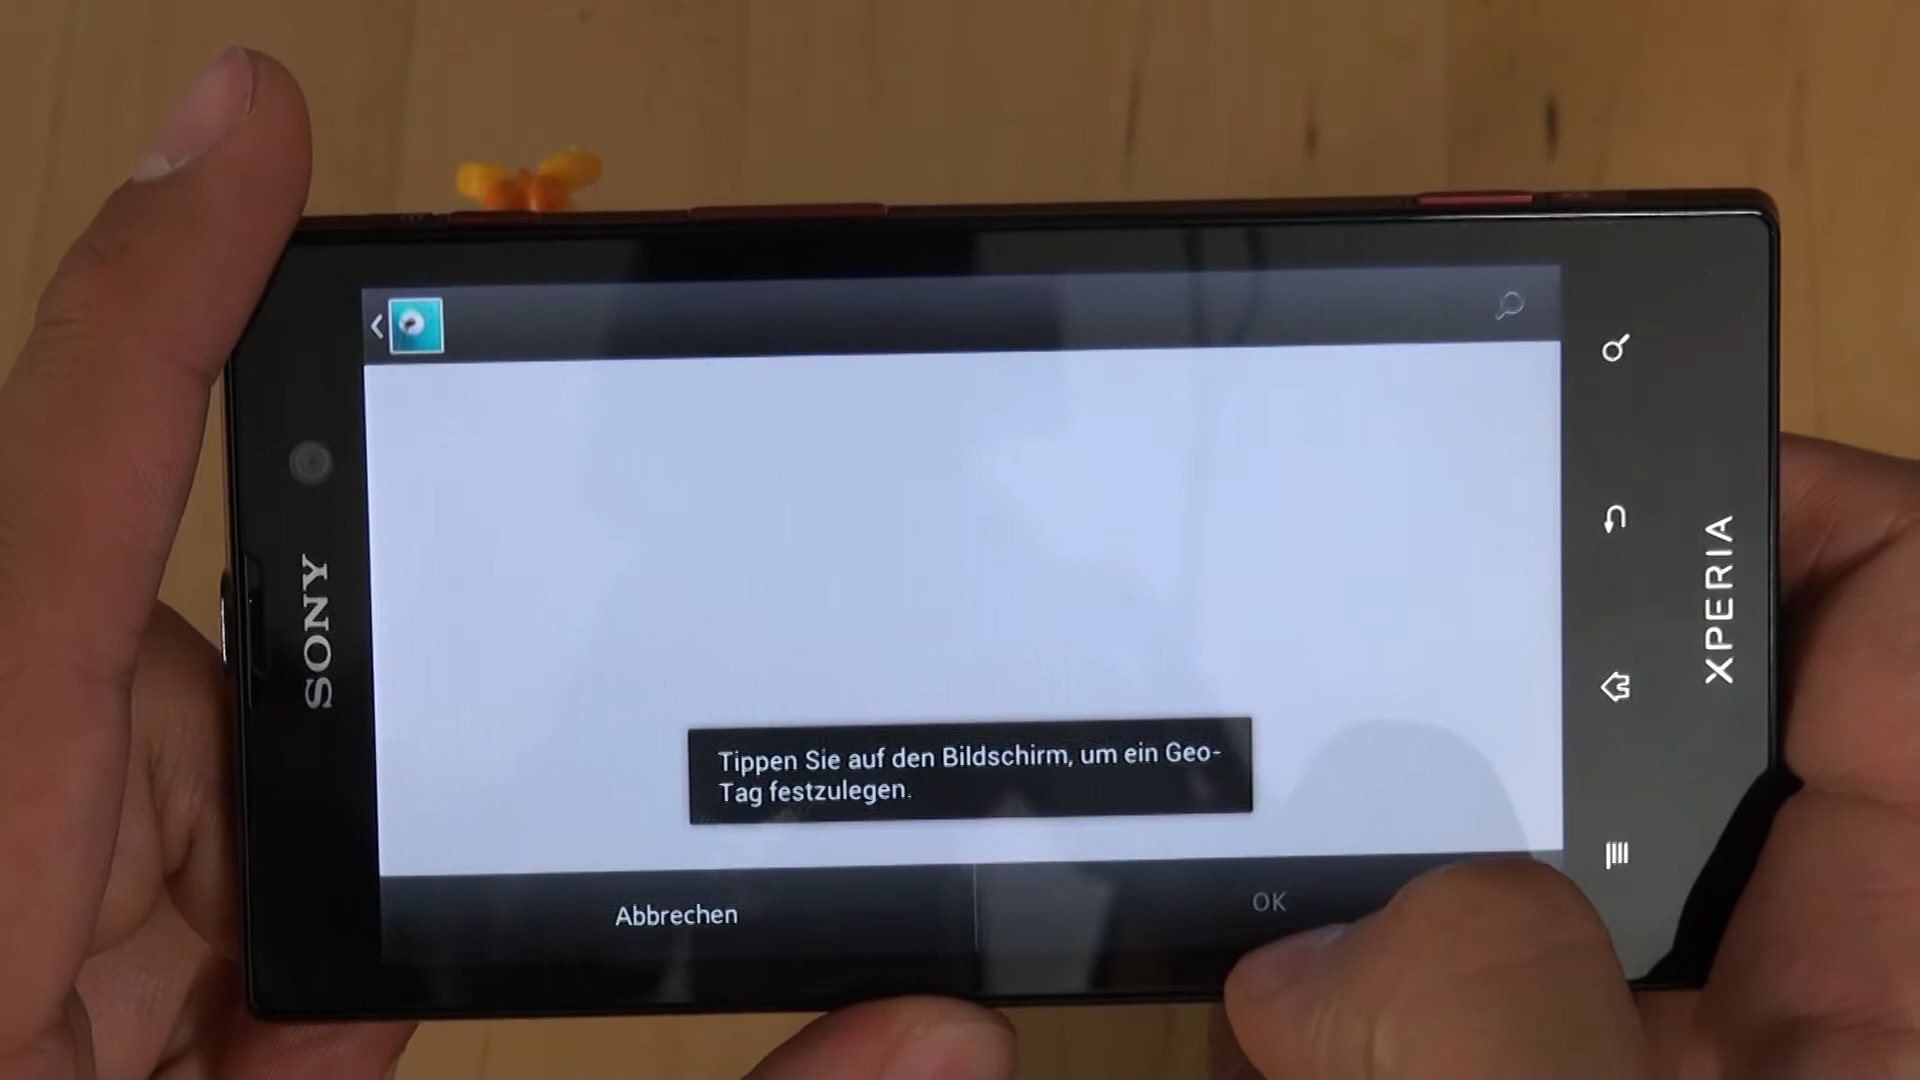 SONY
Tippen Sie auf den Bildschirm, um ein Geo-
Tag festzulegen.
Abbrechen
OK
XPERIA